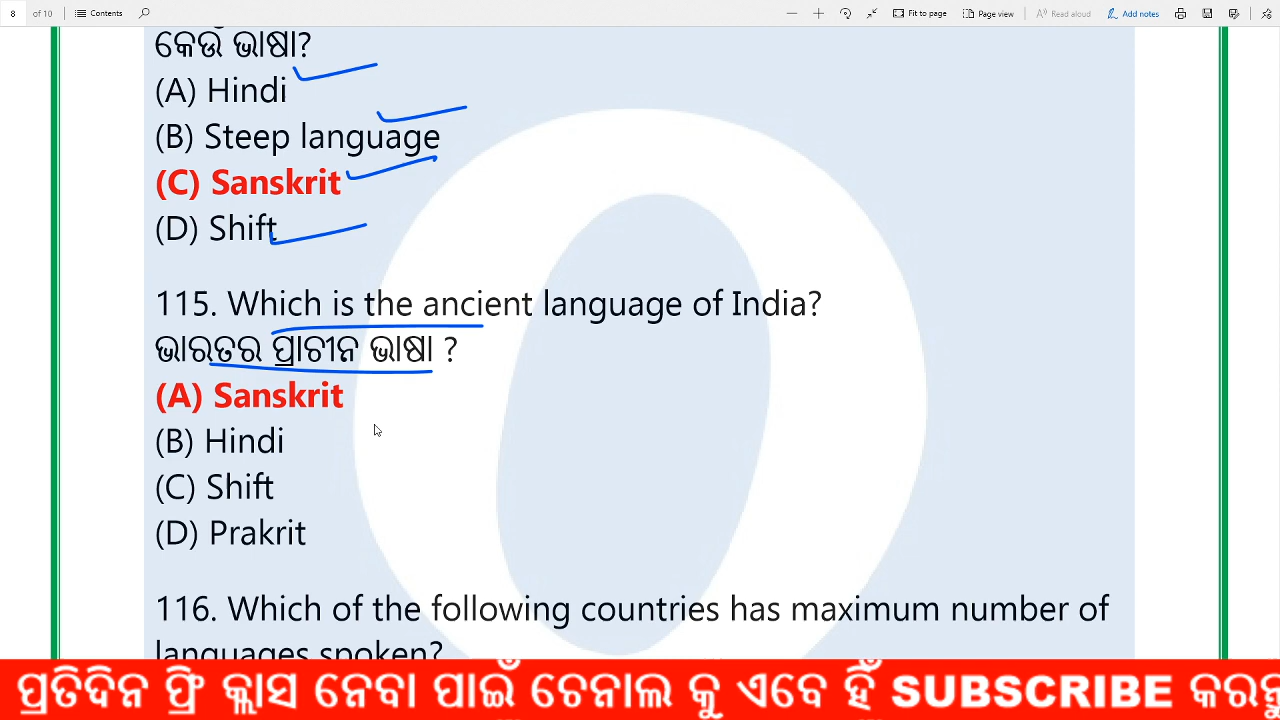 8 of 10 Contents Fit to page Page view Read aloud Add notes
କେଉଁ ଭାଷା?
(A) Hindi
(B) Steep language
(C) Sanskrit
(D) Shift
115. Which is the ancient language of India?
ଭାରତର ପ୍ରାଚୀନ ଭାଷା ?
(A) Sanskrit
(B) Hindi
(C) Shift
(D) Prakrit
116. Which of the following countries has maximum number of
languages spoken?
ପ୍ରତିଦିନ ଫ୍ରି କ୍ଲାସ ନେବା ପାଇଁ ଚେନାଲ କୁ ଏବେ ହିଁ SUBSCRIBE କରନ୍ତୁ